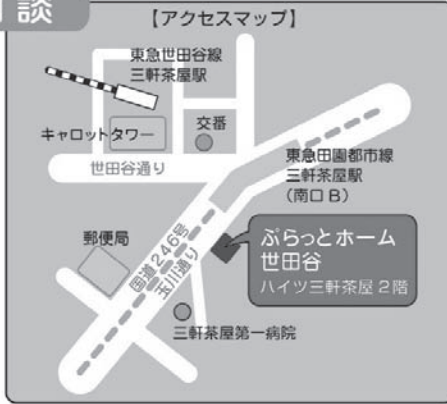 談
【アクセスマップ】
東急世田谷線
三軒茶屋駅
キャロットタワー
交番
世田谷通り
東急田園都市線
三軒茶屋駅
（南口B）
郵便局
国道246号
玉川通り
ぷらっとホーム
世田谷
ハイツ三軒茶屋2階
三軒茶屋第一病院